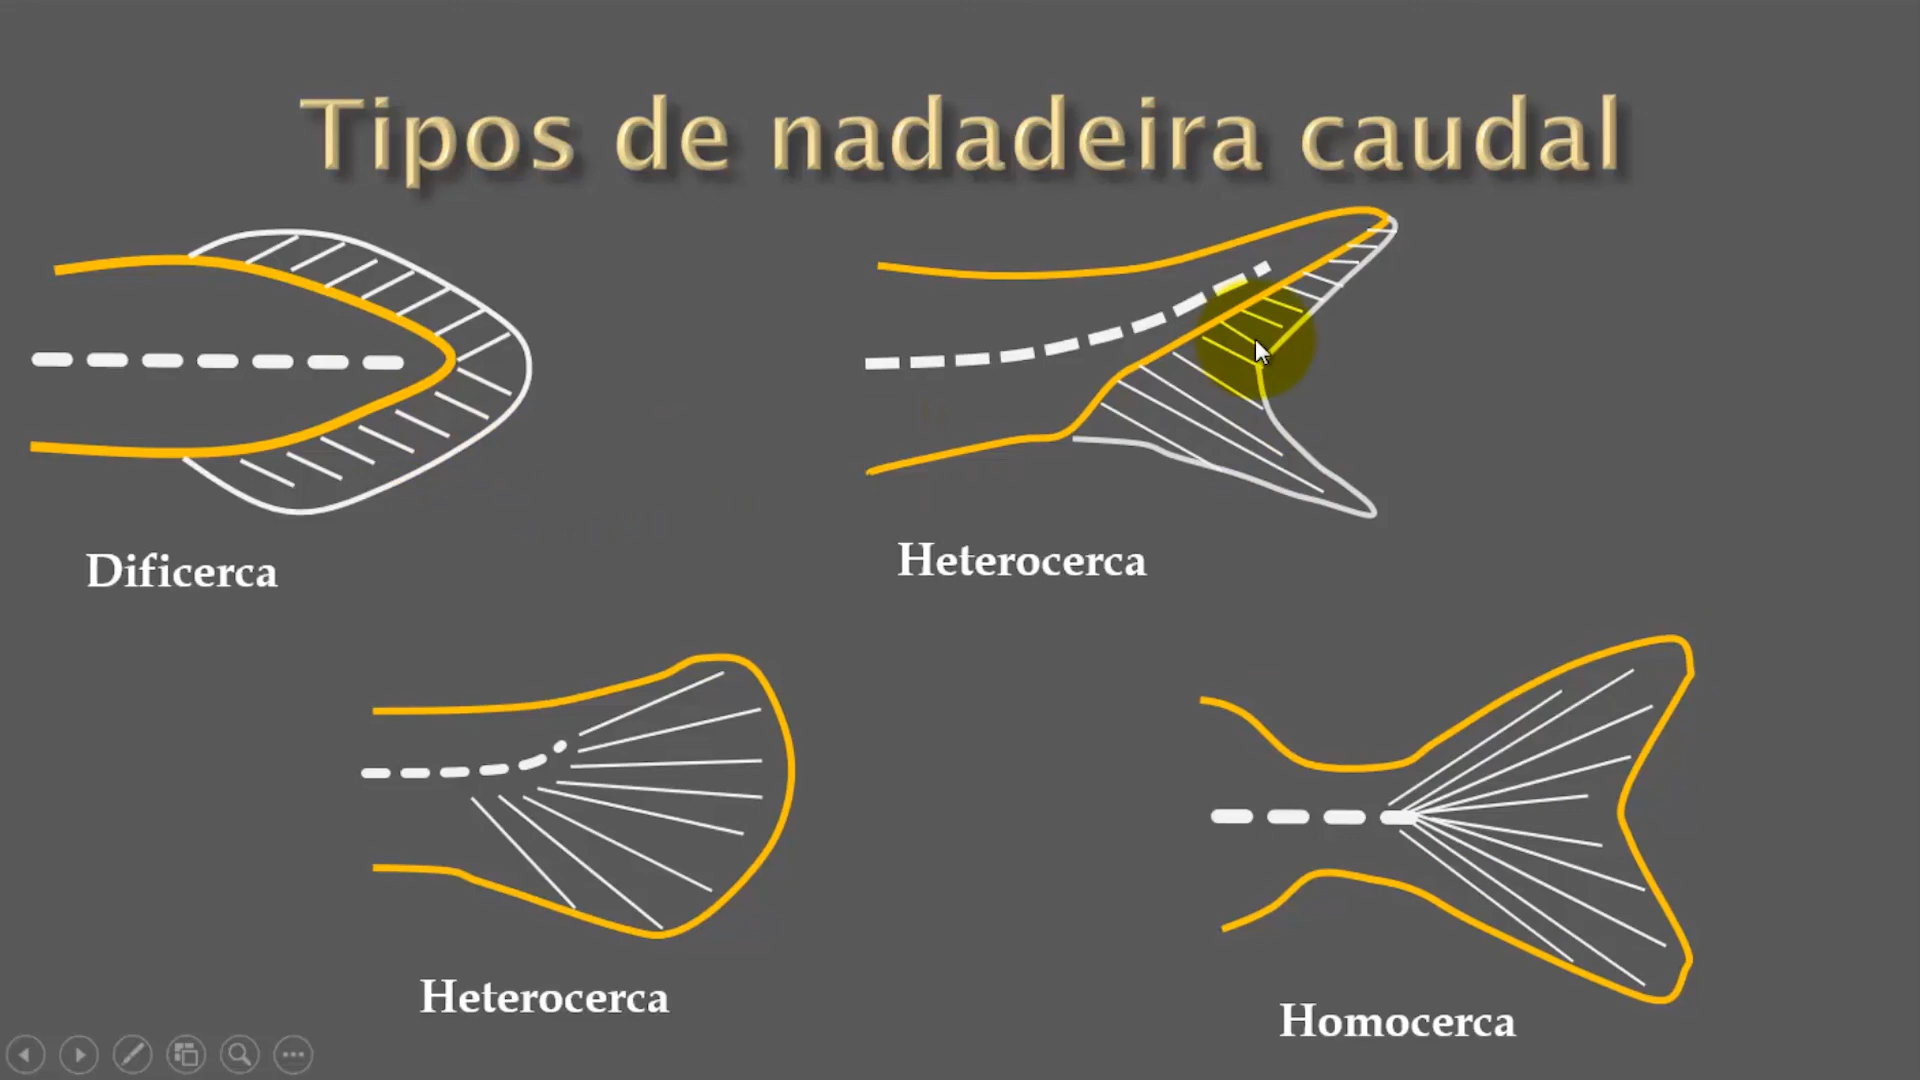 Tipos de nadadeira caudal
Dificerca
Heterocerca
Heterocerca
Homocerca